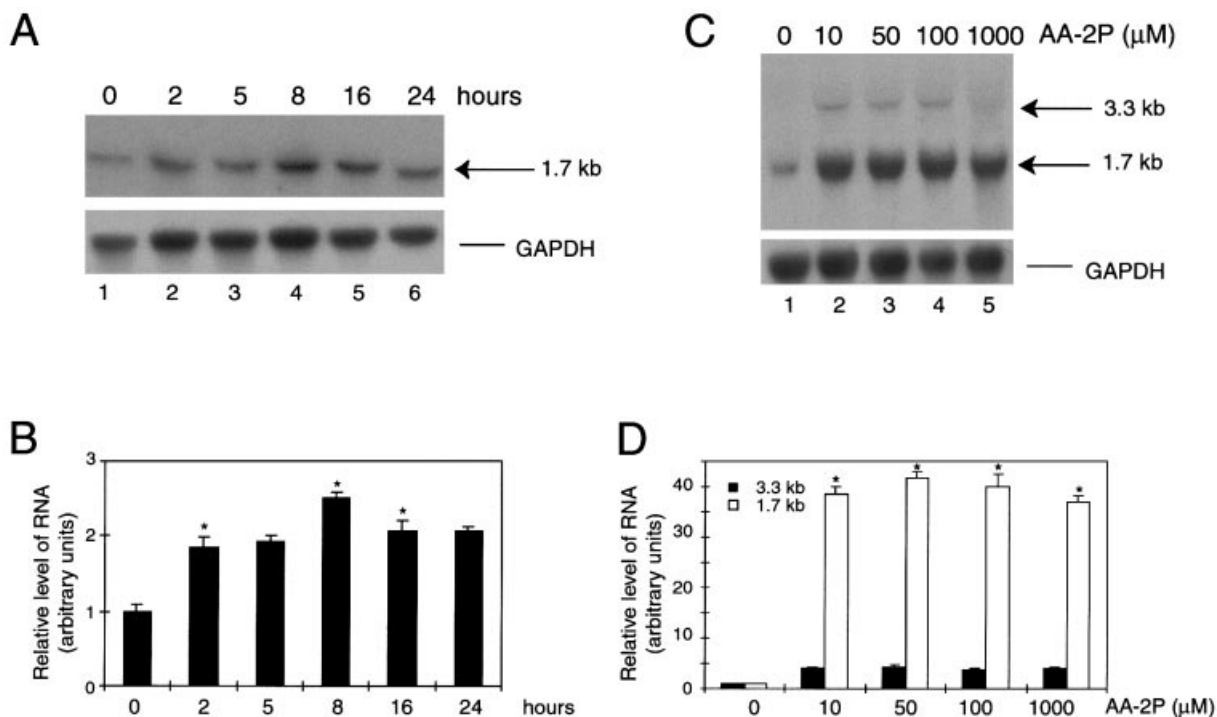 A
0 2 5 8 16 24 hours
1.7 kb
GAPDH
1 2 3 4 5 6
C
0 10 50 100 1000 AA-2P (μM)
3.3 kb
1.7 kb
GAPDH
1 2 3 4 5
B
Relative level of RNA
(arbitrary units)
3
2
1
0
* * *
0 2 5 8 16 24 hours
D
Relative level of RNA
(arbitrary units)
40
30
20
10
0
3.3 kb
1.7 kb
* * * *
0 10 50 100 1000 AA-2P (μM)